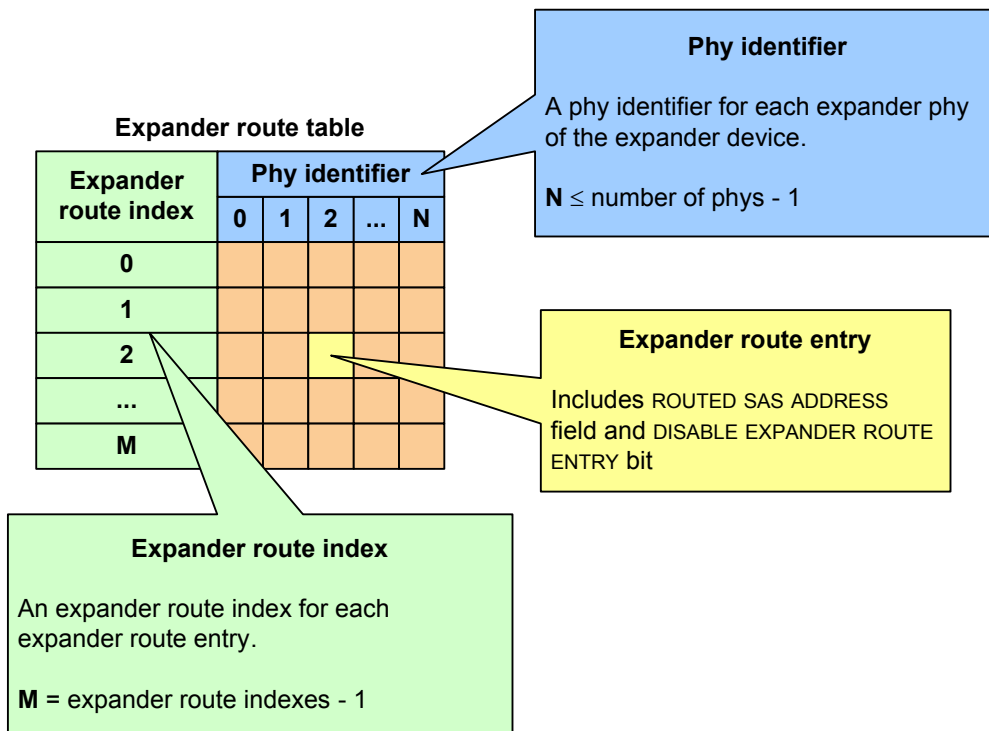 Phy identifier
A phy identifier for each expander phy
of the expander device.
N ≤ number of phys - 1
Expander route table
Expander
route index
Phy identifier
0 1 2 ... N
0
1
2
...
M
Expander route entry
Includes ROUTED SAS ADDRESS
field and DISABLE EXPANDER ROUTE
ENTRY bit
Expander route index
An expander route index for each
expander route entry.
M = expander route indexes - 1